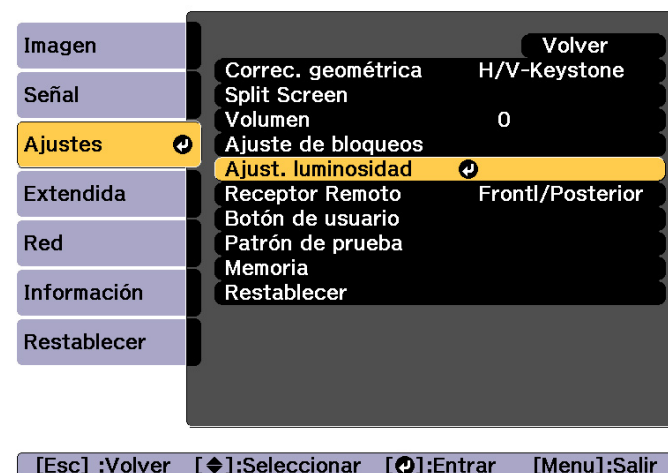 Imagen
Señal
Ajustes
Extendida
Red
Información
Restablecer
Volver
Correc. geométrica H/V-Keystone
Split Screen
Volumen 0
Ajuste de bloqueos
Ajust. luminosidad
Receptor Remoto Frontl/Posterior
Botón de usuario
Patrón de prueba
Memoria
Restablecer
[Esc] :Volver [◆]:Seleccionar [⏎]:Entrar [Menu]:Salir